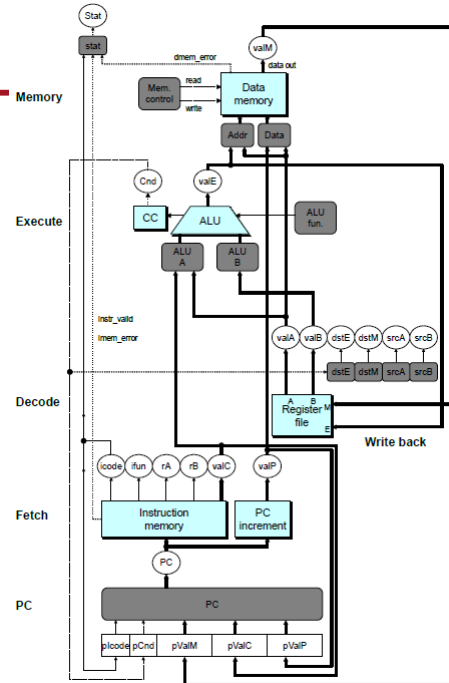 Stat
stat
dmem_error
valM
data out
Memory
Mem. control
read
write
Data memory
Addr
Data
Cnd
valE
Execute
CC
ALU
ALU fun.
ALU A
ALU B
instr_valid
imem_error
valA
valB
dstE
dstM
srcA
srcB
dstE
dstM
srcA
srcB
Decode
A
B
Register file
M
E
Write back
icode
ifun
rA
rB
valC
valP
Fetch
Instruction memory
PC increment
PC
PC
PC
pIcode
pCnd
pValM
pValC
pValP